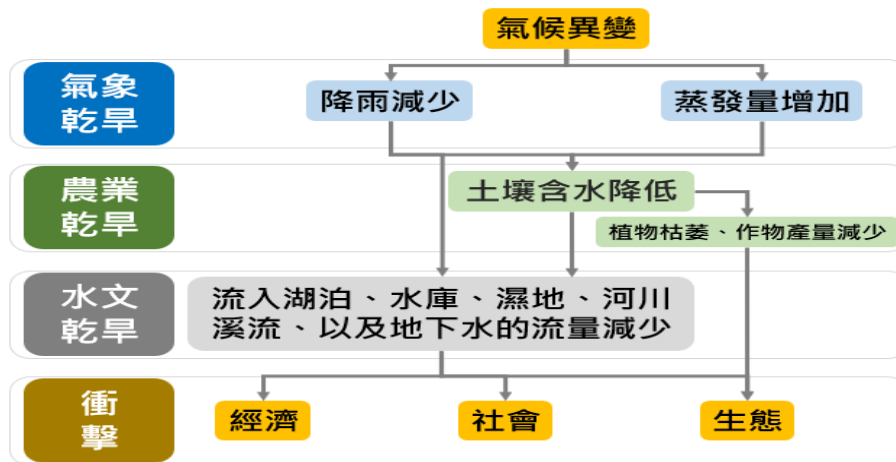 氣候異變
氣象
乾旱
降雨減少
蒸發量增加
農業
乾旱
土壤含水降低
植物枯萎、作物產量減少
水文
乾旱
流入湖泊、水庫、濕地、河川
溪流、以及地下水的流量減少
衝
擊
經濟
社會
生態